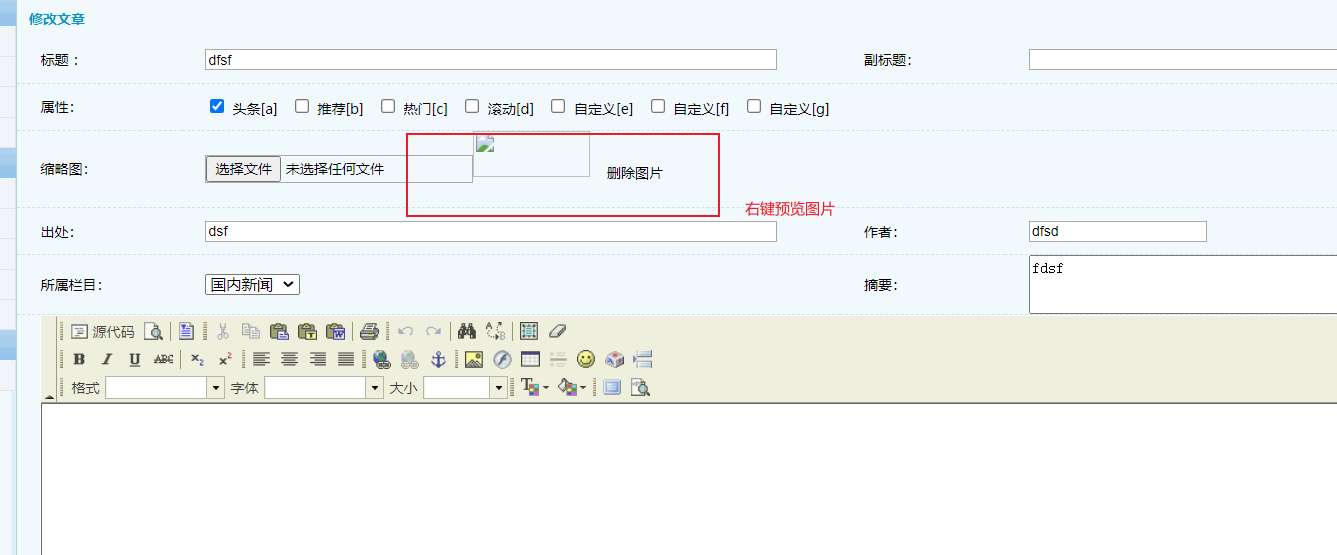 修改文章
标题： dfsf 副标题：
属性： 头条[a] 推荐[b] 热门[c] 滚动[d] 自定义[e] 自定义[f] 自定义[g]
缩略图： 选择文件 未选择任何文件 删除图片
右键预览图片
出处： dsf 作者： dfsd
所属栏目： 国内新闻 摘要： fdsf
源代码
B I U ABC
格式 字体 大小